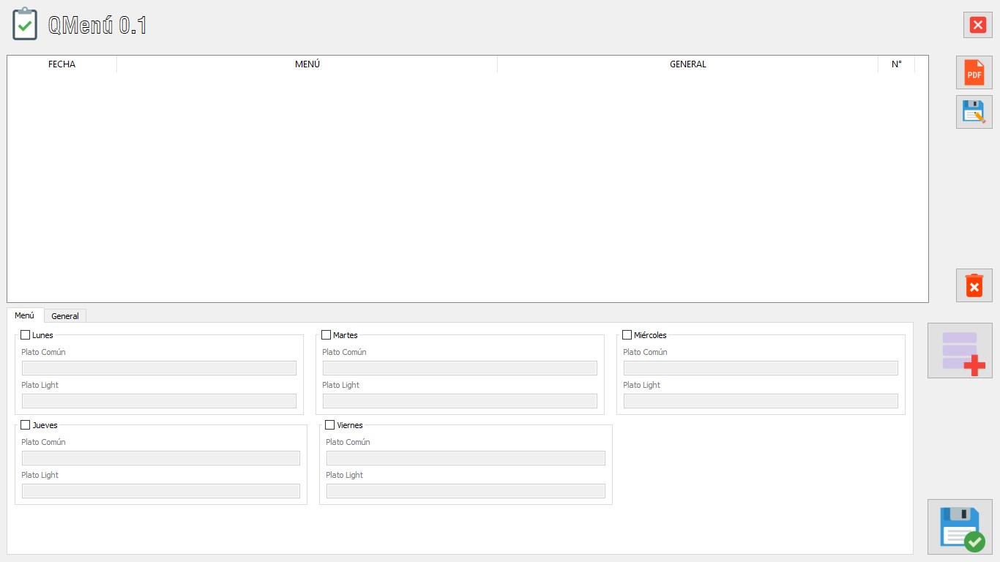 QMenú 0.1
FECHA MENÚ GENERAL N°
PDF
Menú General
Lunes Martes Miércoles
Plato Común Plato Común Plato Común
Plato Light Plato Light Plato Light
Jueves Viernes
Plato Común Plato Común
Plato Light Plato Light